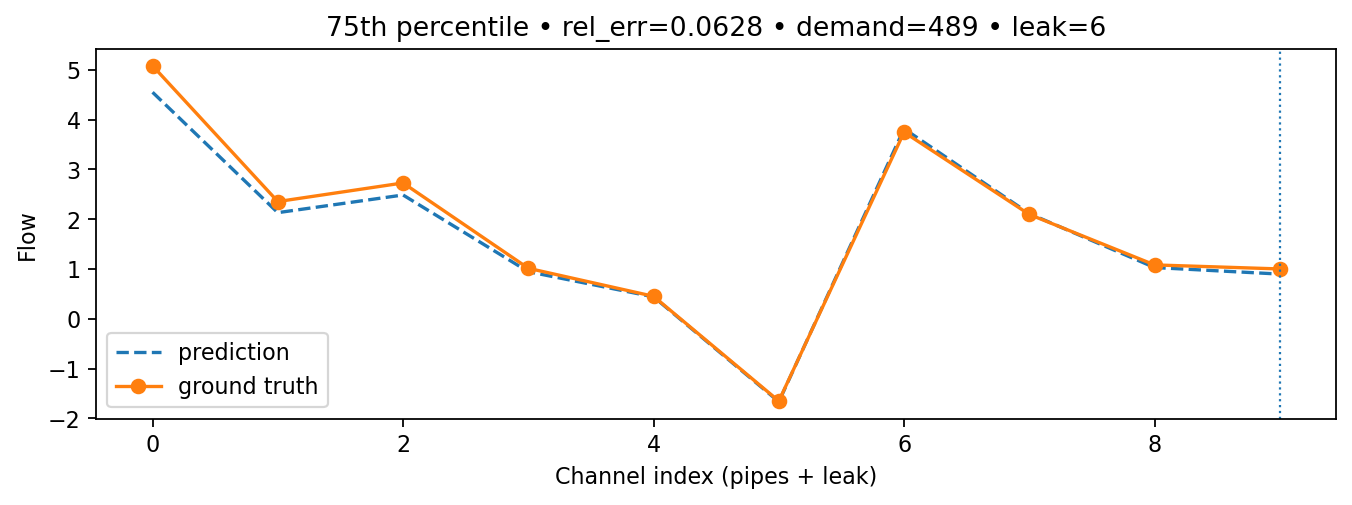 75th percentile • rel_err=0.0628 • demand=489 • leak=6
Flow
5
4
3
2
1
0
−1
−2
prediction
ground truth
0 2 4 6 8
Channel index (pipes + leak)